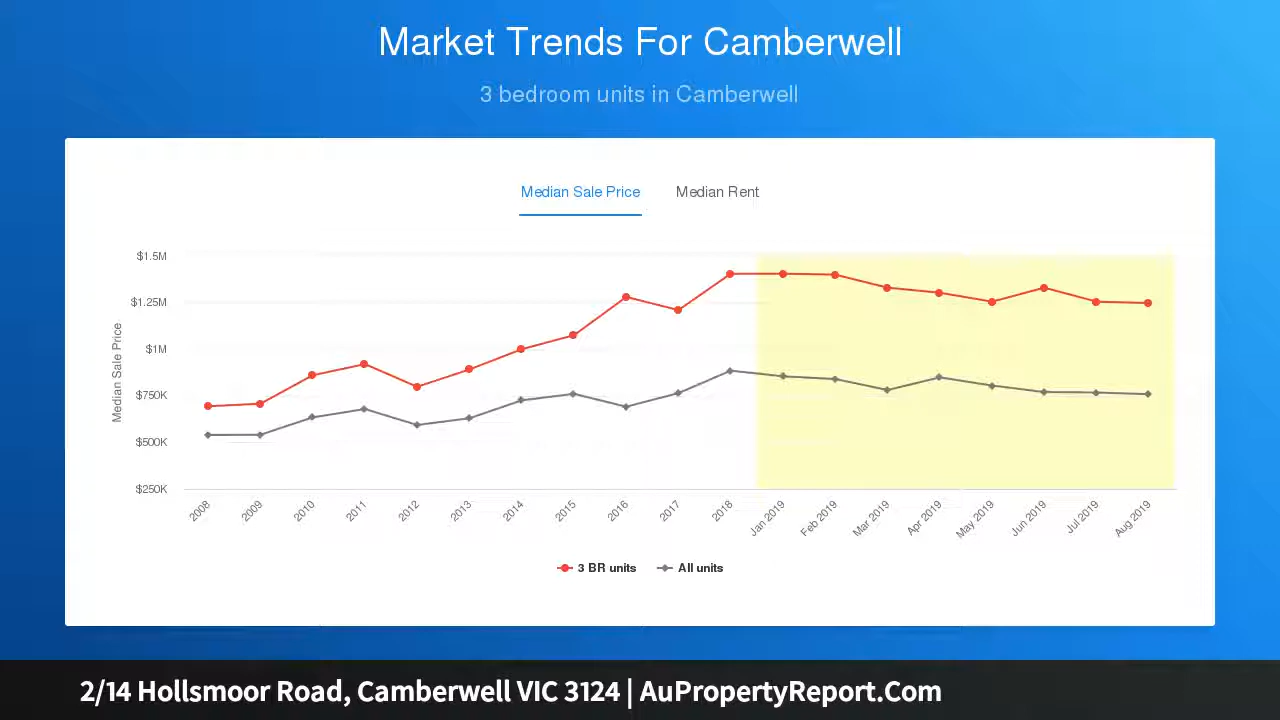 Market Trends For Camberwell
3 bedroom units in Camberwell
Median Sale Price Median Rent
Median Sale Price
$1.5M
$1.25M
$1M
$750K
$500K
$250K
2008 2009 2010 2011 2012 2013 2014 2015 2016 2017 2018 Jan 2019 Feb 2019 Mar 2019 Apr 2019 May 2019 Jun 2019 Jul 2019 Aug 2019
3 BR units All units
2/14 Hollsmoor Road, Camberwell VIC 3124 | AuPropertyReport.Com